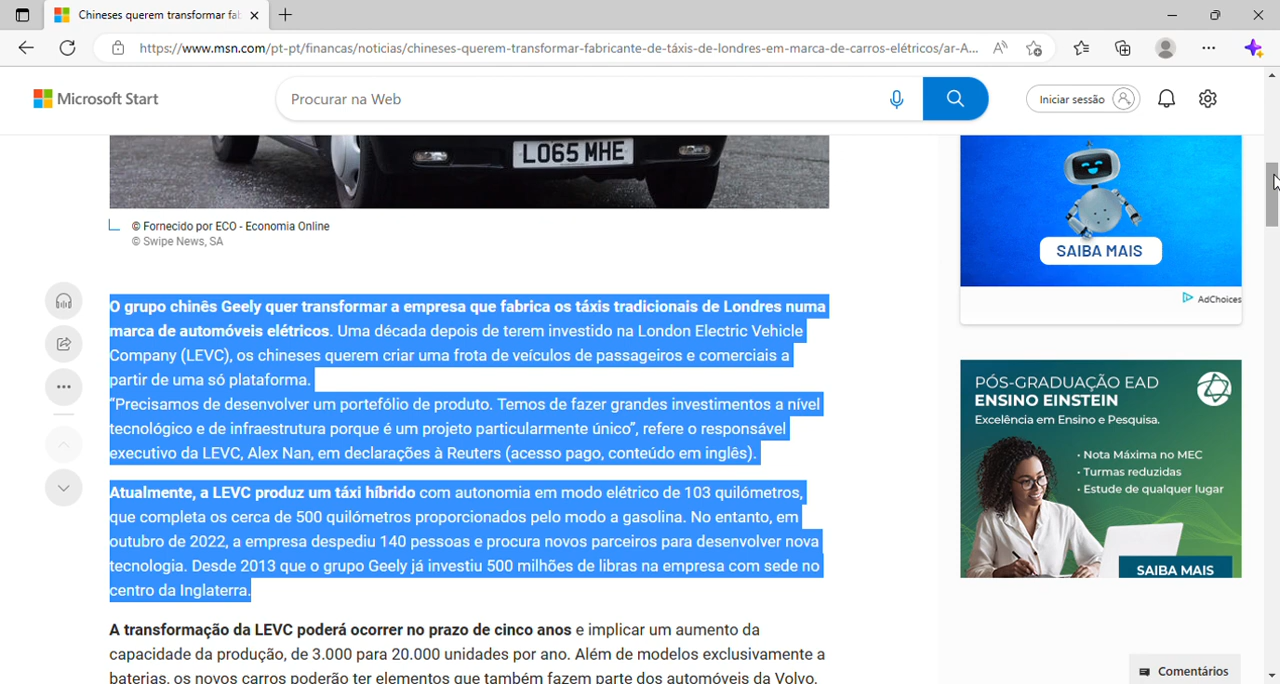 Chineses querem transformar fab
https://www.msn.com/pt-pt/financas/noticias/chineses-querem-transformar-fabricante-de-táxis-de-londres-em-marca-de-carros-elétricos/ar-A...
Microsoft Start
Procurar na Web
Iniciar sessão
LO65 MHE
© Fornecido por ECO - Economia Online
© Swipe News, SA
O grupo chinês Geely quer transformar a empresa que fabrica os táxis tradicionais de Londres numa
marca de automóveis elétricos. Uma década depois de terem investido na London Electric Vehicle
Company (LEVC), os chineses querem criar uma frota de veículos de passageiros e comerciais a
partir de uma só plataforma.
“Precisamos de desenvolver um portefólio de produto. Temos de fazer grandes investimentos a nível
tecnológico e de infraestrutura porque é um projeto particularmente único”, refere o responsável
executivo da LEVC, Alex Nan, em declarações à Reuters (acesso pago, conteúdo em inglês).
Atualmente, a LEVC produz um táxi híbrido com autonomia em modo elétrico de 103 quilómetros,
que completa os cerca de 500 quilómetros proporcionados pelo modo a gasolina. No entanto, em
outubro de 2022, a empresa despediu 140 pessoas e procura novos parceiros para desenvolver nova
tecnologia. Desde 2013 que o grupo Geely já investiu 500 milhões de libras na empresa com sede no
centro da Inglaterra.
A transformação da LEVC poderá ocorrer no prazo de cinco anos e implicar um aumento da
capacidade da produção, de 3.000 para 20.000 unidades por ano. Além de modelos exclusivamente a
baterias, os novos carros poderão ter elementos que também fazem parte dos automóveis da Volvo,
SAIBA MAIS
AdChoices
PÓS-GRADUAÇÃO EAD
ENSINO EINSTEIN
Excelência em Ensino e Pesquisa.
• Nota Máxima no MEC
• Turmas reduzidas
• Estude de qualquer lugar
SAIBA MAIS
Comentários